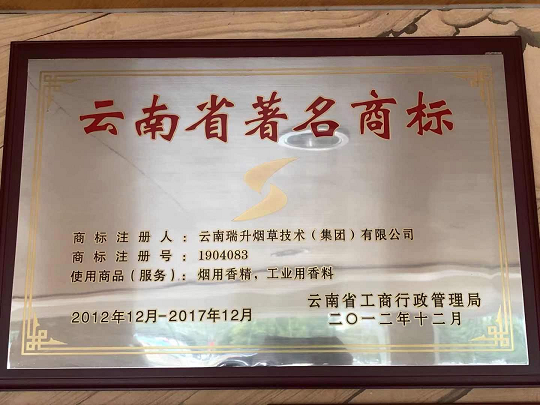 云南省著名商标
商标注册人：云南瑞升烟草技术（集团）有限公司
商标注册号：1904083
使用商品（服务）：烟用香精，工业用香料
云南省工商行政管理局
2012年12月-2017年12月
二〇一二年十二月